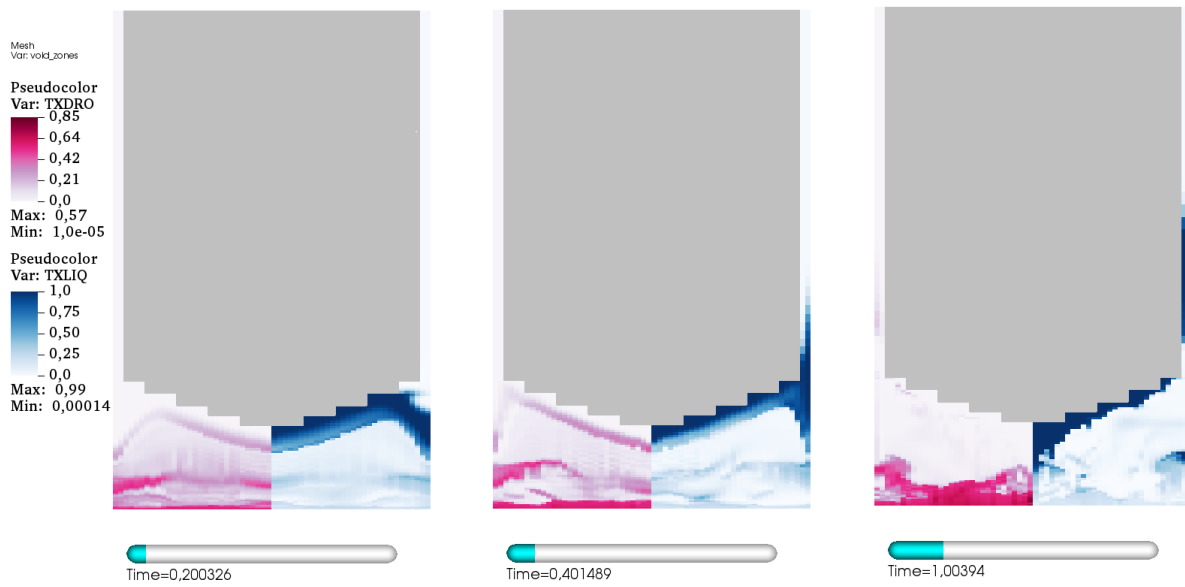 Mesh
Var: void_zones
Pseudocolor
Var: TXDRO
0,85
0,64
0,42
0,21
0,0
Max: 0,57
Min: 1,0e-05
Pseudocolor
Var: TXLIQ
1,0
0,75
0,50
0,25
0,0
Max: 0,99
Min: 0,00014
Time=0,200326
Time=0,401489
Time=1,00394